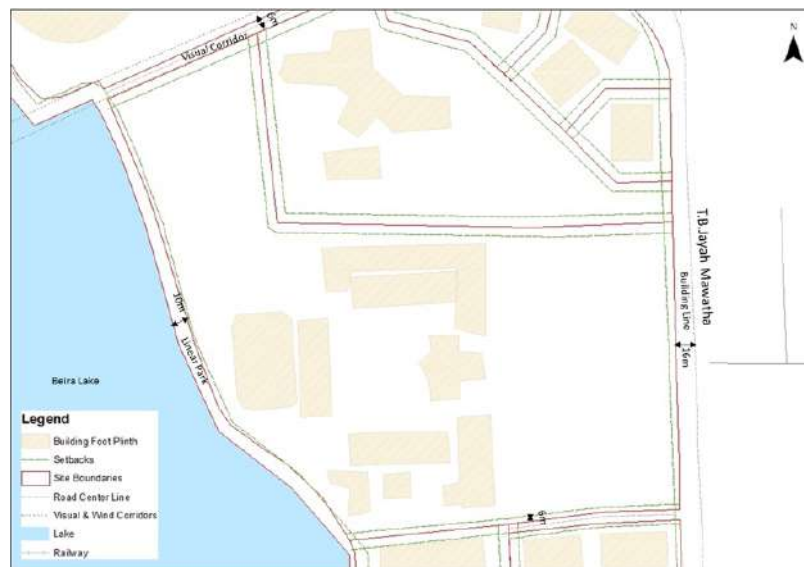 N
6m
Visual Corridor
T.B.Jayah Mawatha
Building Line
16m
10m
Linear Park
Beira Lake
Legend
Building Foot Plinth
Setbacks
Site Boundaries
Road Center Line
Visual & Wind Corridors
Lake
Railway
6m